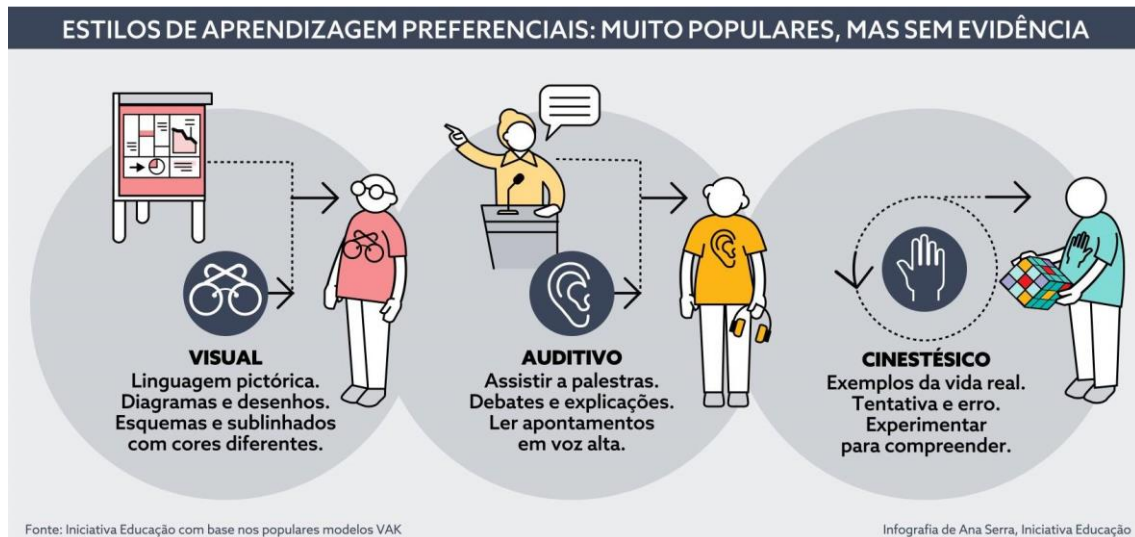 ESTILOS DE APRENDIZAGEM PREFERENCIAIS: MUITO POPULARES, MAS SEM EVIDÊNCIA
VISUAL
Linguagem pictórica.
Diagramas e desenhos.
Esquemas e sublinhados
com cores diferentes.
AUDITIVO
Assistir a palestras.
Debates e explicações.
Ler apontamentos
em voz alta.
CINESTÉSICO
Exemplos da vida real.
Tentativa e erro.
Experimentar
para compreender.
Fonte: Iniciativa Educação com base nos populares modelos VAK
Infografia de Ana Serra, Iniciativa Educação